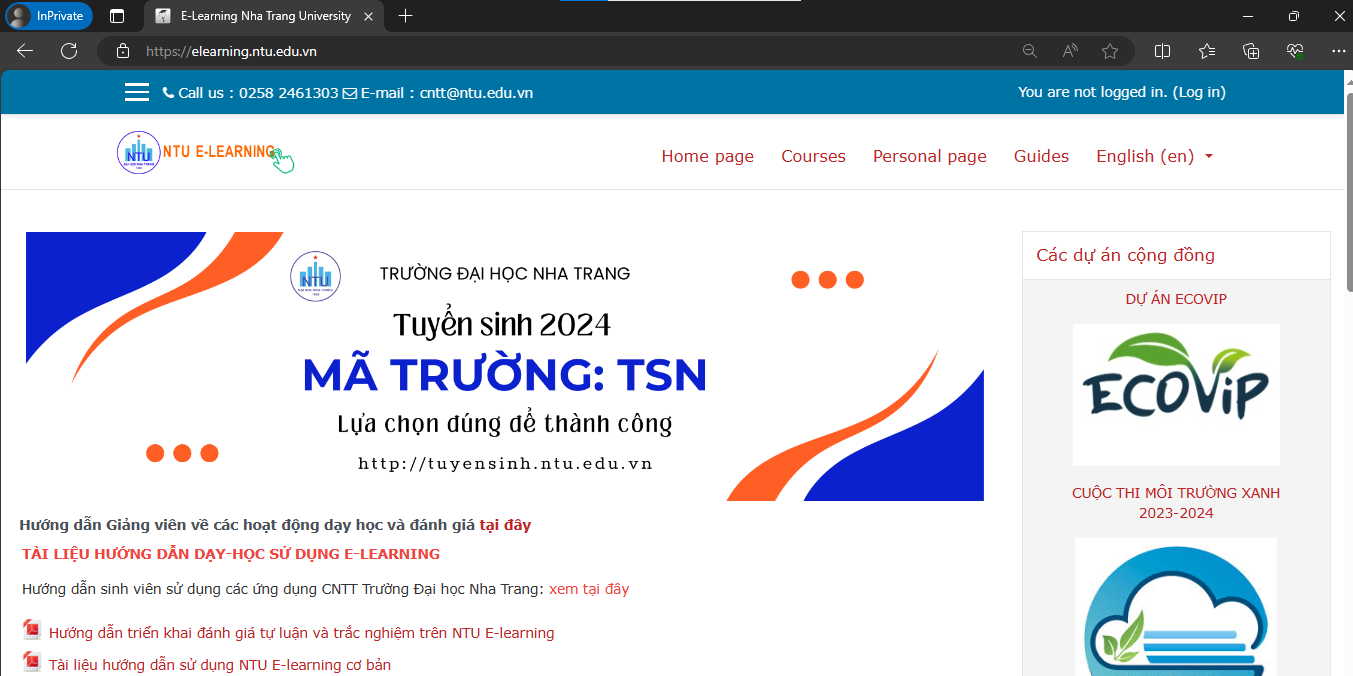 InPrivate
E-Learning Nha Trang University
https://elearning.ntu.edu.vn
Call us : 0258 2461303 E-mail : cntt@ntu.edu.vn
You are not logged in. (Log in)
NTU
NTU E-LEARNING
Home page
Courses
Personal page
Guides
English (en)
NTU
TRƯỜNG ĐẠI HỌC NHA TRANG
Tuyển sinh 2024
MÃ TRƯỜNG: TSN
Lựa chọn đúng để thành công
http://tuyensinh.ntu.edu.vn
Hướng dẫn Giảng viên về các hoạt động dạy học và đánh giá tại đây
TÀI LIỆU HƯỚNG DẪN DẠY-HỌC SỬ DỤNG E-LEARNING
Hướng dẫn sinh viên sử dụng các ứng dụng CNTT Trường Đại học Nha Trang: xem tại đây
Hướng dẫn triển khai đánh giá tự luận và trắc nghiệm trên NTU E-learning
Tài liệu hướng dẫn sử dụng NTU E-learning cơ bản
Các dự án cộng đồng
DỰ ÁN ECOVIP
ECOViP
CUỘC THI MÔI TRƯỜNG XANH
2023-2024